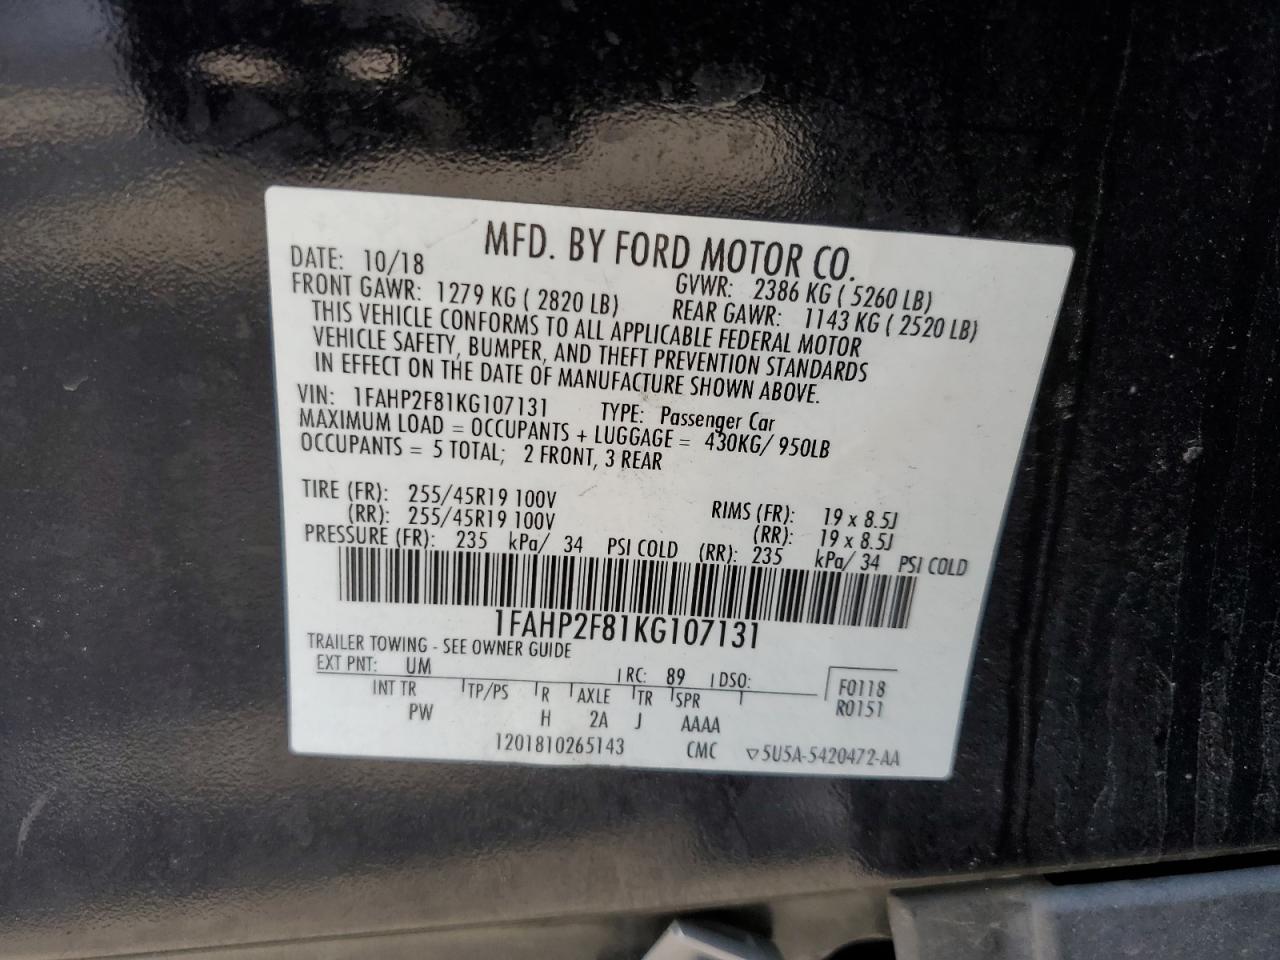 MFD. BY FORD MOTOR CO.
DATE: 10/18 GVWR: 2386 KG ( 5260 LB)
FRONT GAWR: 1279 KG ( 2820 LB) REAR GAWR: 1143 KG ( 2520 LB)
THIS VEHICLE CONFORMS TO ALL APPLICABLE FEDERAL MOTOR
VEHICLE SAFETY, BUMPER, AND THEFT PREVENTION STANDARDS
IN EFFECT ON THE DATE OF MANUFACTURE SHOWN ABOVE.
VIN: 1FAHP2F81KG107131 TYPE: Passenger Car
MAXIMUM LOAD = OCCUPANTS + LUGGAGE = 430KG/ 950LB
OCCUPANTS = 5 TOTAL; 2 FRONT, 3 REAR
TIRE (FR): 255/45R19 100V RIMS (FR): 19 x 8.5J
(RR): 255/45R19 100V (RR): 19 x 8.5J
PRESSURE (FR): 235 kPa/ 34 PSI COLD (RR): 235 kPa/ 34 PSI COLD
1FAHP2F81KG107131
TRAILER TOWING - SEE OWNER GUIDE
EXT PNT: UM RC: 89 DSO: F0118
INT TR TP/PS R AXLE TR SPR R0151
PW H 2A J AAAA
1201810265143 CMC ▽5U5A-5420472-AA